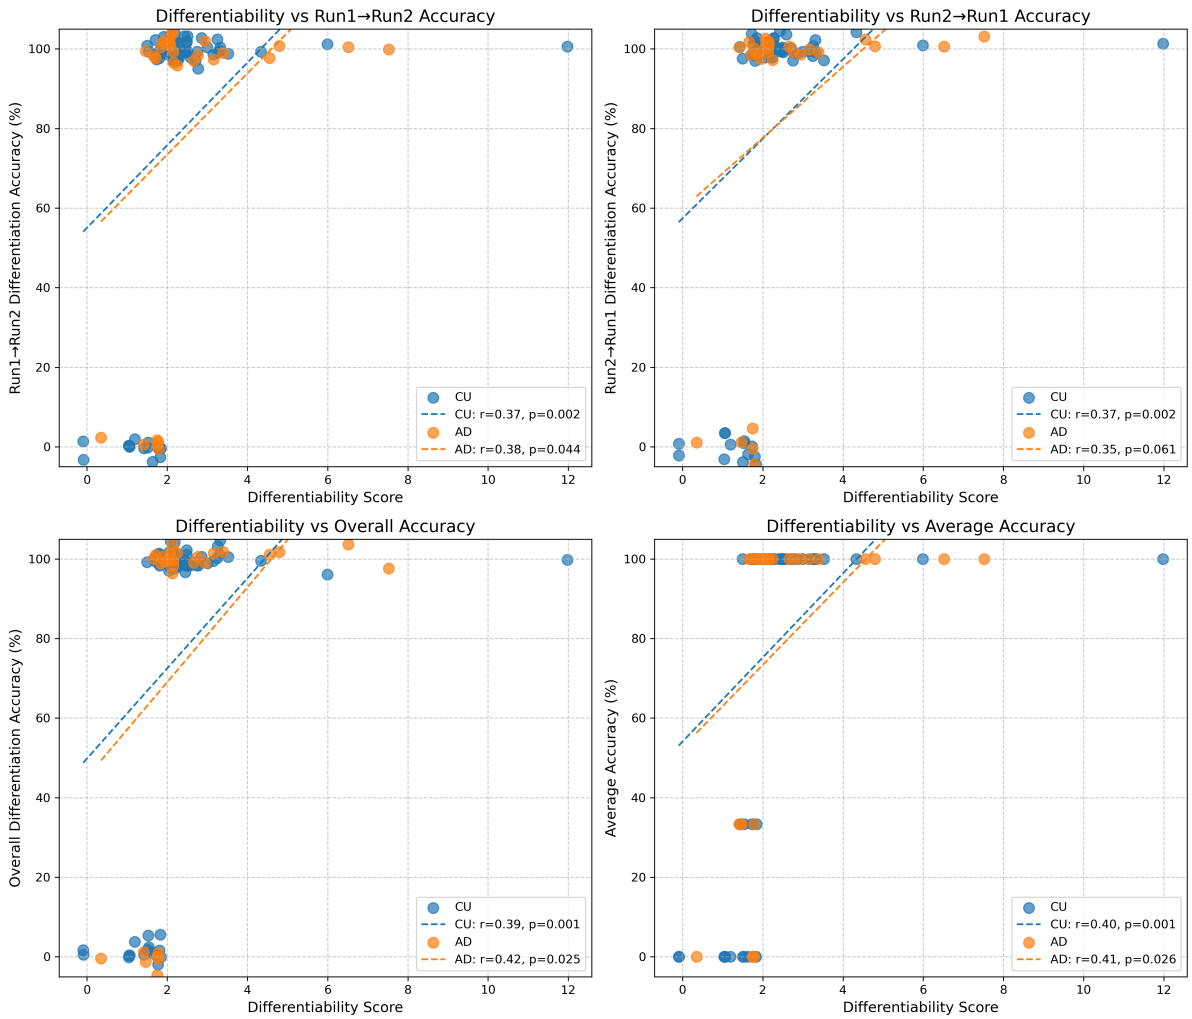 Differentiability vs Run1→Run2 Accuracy
Run1→Run2 Differentiation Accuracy (%)
100
80
60
40
20
0
0 2 4 6 8 10 12
Differentiability Score
CU
CU: r=0.37, p=0.002
AD
AD: r=0.38, p=0.044
Differentiability vs Run2→Run1 Accuracy
Run2→Run1 Differentiation Accuracy (%)
100
80
60
40
20
0
0 2 4 6 8 10 12
Differentiability Score
CU
CU: r=0.37, p=0.002
AD
AD: r=0.35, p=0.061
Differentiability vs Overall Accuracy
Overall Differentiation Accuracy (%)
100
80
60
40
20
0
0 2 4 6 8 10 12
Differentiability Score
CU
CU: r=0.39, p=0.001
AD
AD: r=0.42, p=0.025
Differentiability vs Average Accuracy
Average Accuracy (%)
100
80
60
40
20
0
0 2 4 6 8 10 12
Differentiability Score
CU
CU: r=0.40, p=0.001
AD
AD: r=0.41, p=0.026